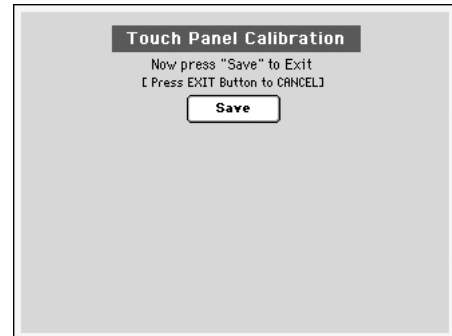 Touch Panel Calibration
Now press "Save" to Exit
[ Press EXIT Button to CANCEL]
Save